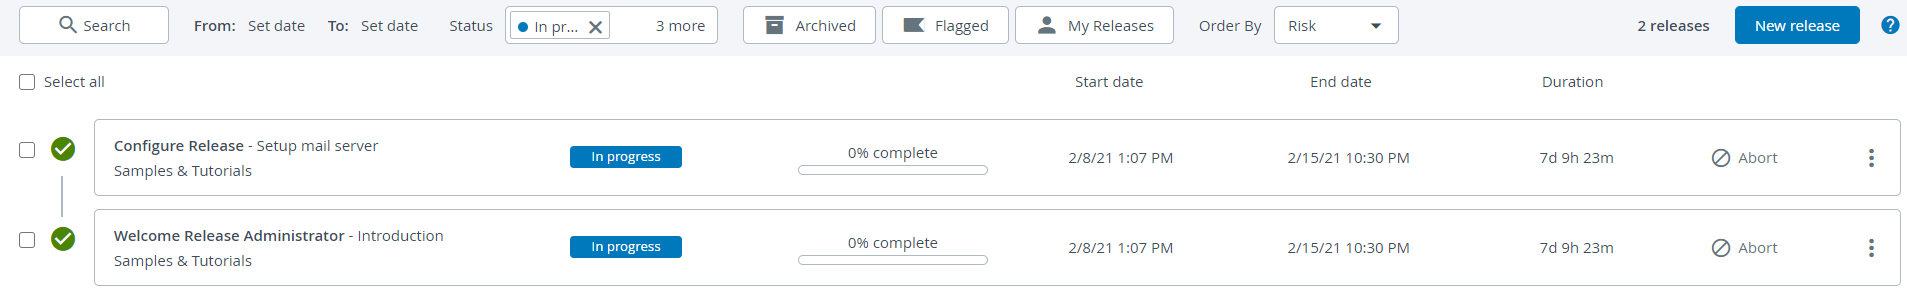 Search From: Set date To: Set date Status In pr... 3 more Archived Flagged My Releases Order By Risk 2 releases New release ?
Select all Start date End date Duration
Configure Release - Setup mail server In progress 0% complete 2/8/21 1:07 PM 2/15/21 10:30 PM 7d 9h 23m Abort
Samples & Tutorials
Welcome Release Administrator - Introduction In progress 0% complete 2/8/21 1:07 PM 2/15/21 10:30 PM 7d 9h 23m Abort
Samples & Tutorials